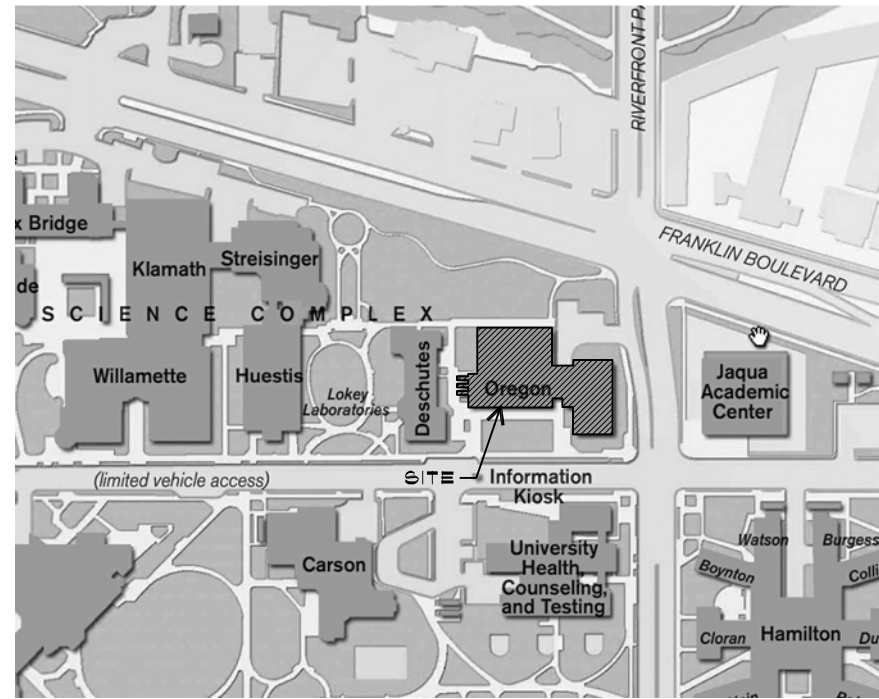 RIVERFRONT PA
x Bridge
Klamath
Streisinger
FRANKLIN BOULEVARD
de
SCIENCE COMPLEX
Willamette
Huestis
Lokey
Laboratories
Deschutes
Oregon
Jaqua
Academic
Center
(limited vehicle access)
SITE
Information
Kiosk
Carson
University
Health,
Counseling,
and Testing
Watson
Burgess
Boynton
Colli
Cloran
Hamilton
Du